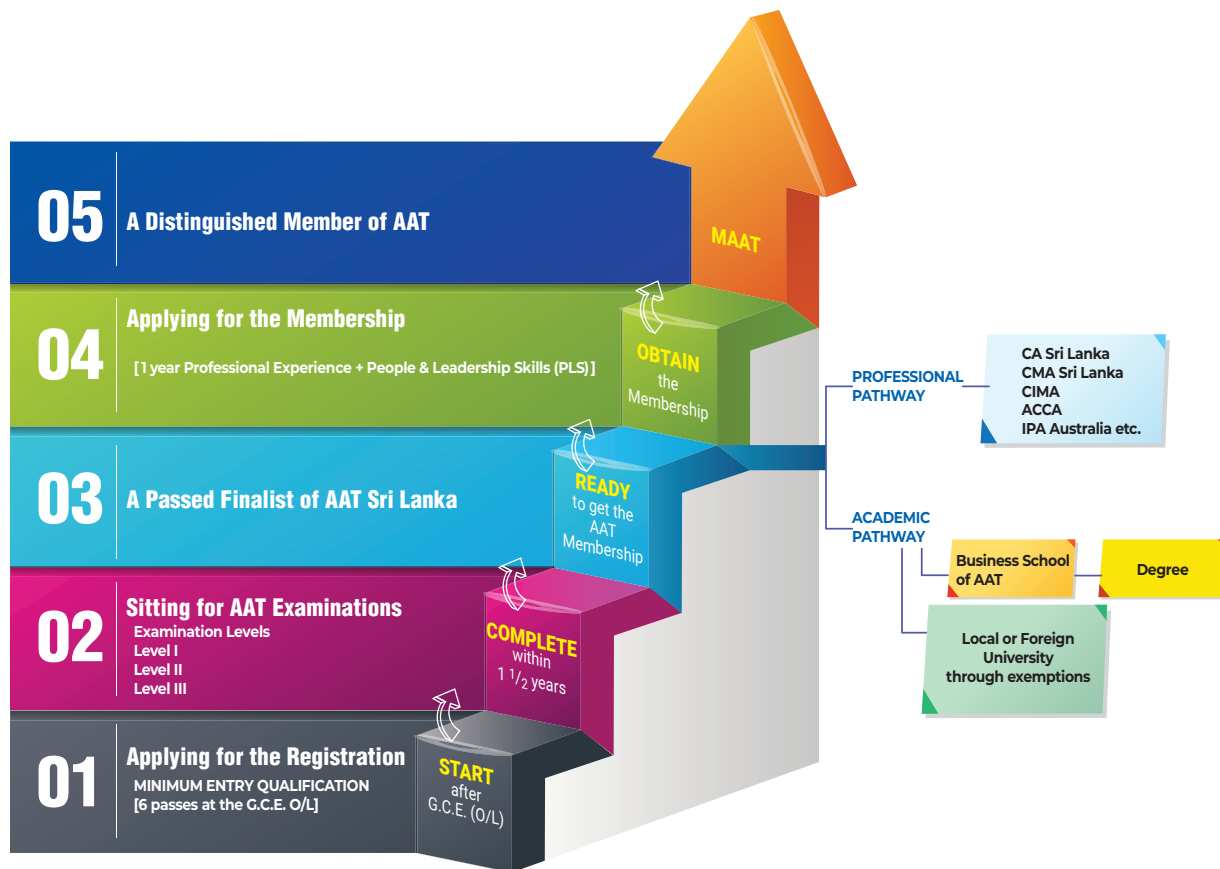 05
A Distinguished Member of AAT
MAAT
04
Applying for the Membership
[1 year Professional Experience + People & Leadership Skills (PLS)]
OBTAIN
the
Membership
03
A Passed Finalist of AAT Sri Lanka
READY
to get the
AAT
Membership
02
Sitting for AAT Examinations
Examination Levels
Level I
Level II
Level III
COMPLETE
within
1 1/2 years
01
Applying for the Registration
MINIMUM ENTRY QUALIFICATION
[6 passes at the G.C.E. O/L]
START
after
G.C.E. (O/L)
PROFESSIONAL
PATHWAY
CA Sri Lanka
CMA Sri Lanka
CIMA
ACCA
IPA Australia etc.
ACADEMIC
PATHWAY
Business School
of AAT
Degree
Local or Foreign
University
through exemptions